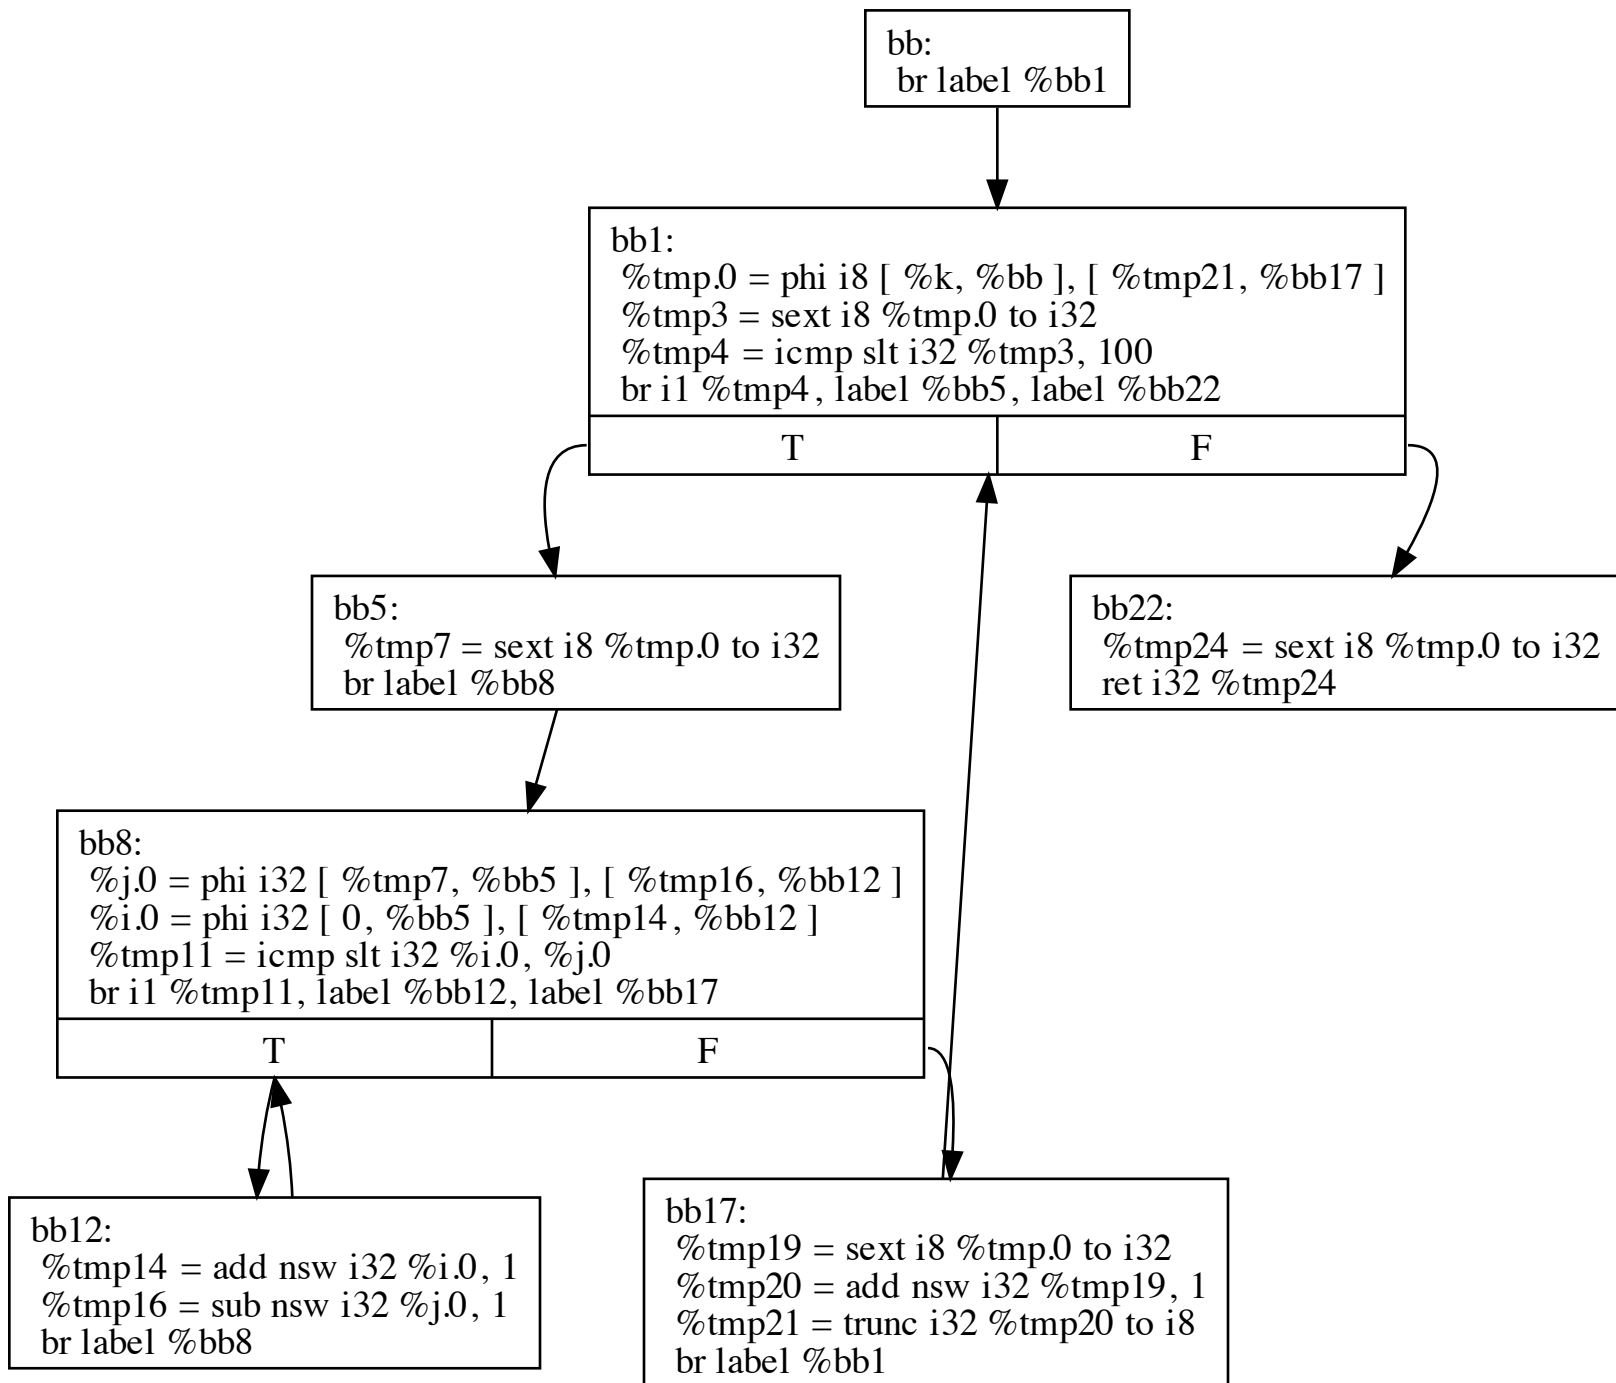 bb:
br label %bb1
bb1:
%tmp.0 = phi i8 [ %k, %bb ], [ %tmp21, %bb17 ]
%tmp3 = sext i8 %tmp.0 to i32
%tmp4 = icmp slt i32 %tmp3, 100
br i1 %tmp4, label %bb5, label %bb22
T
F
bb5:
%tmp7 = sext i8 %tmp.0 to i32
br label %bb8
bb22:
%tmp24 = sext i8 %tmp.0 to i32
ret i32 %tmp24
bb8:
%j.0 = phi i32 [ %tmp7, %bb5 ], [ %tmp16, %bb12 ]
%i.0 = phi i32 [ 0, %bb5 ], [ %tmp14, %bb12 ]
%tmp11 = icmp slt i32 %i.0, %j.0
br i1 %tmp11, label %bb12, label %bb17
T
F
bb12:
%tmp14 = add nsw i32 %i.0, 1
%tmp16 = sub nsw i32 %j.0, 1
br label %bb8
bb17:
%tmp19 = sext i8 %tmp.0 to i32
%tmp20 = add nsw i32 %tmp19, 1
%tmp21 = trunc i32 %tmp20 to i8
br label %bb1